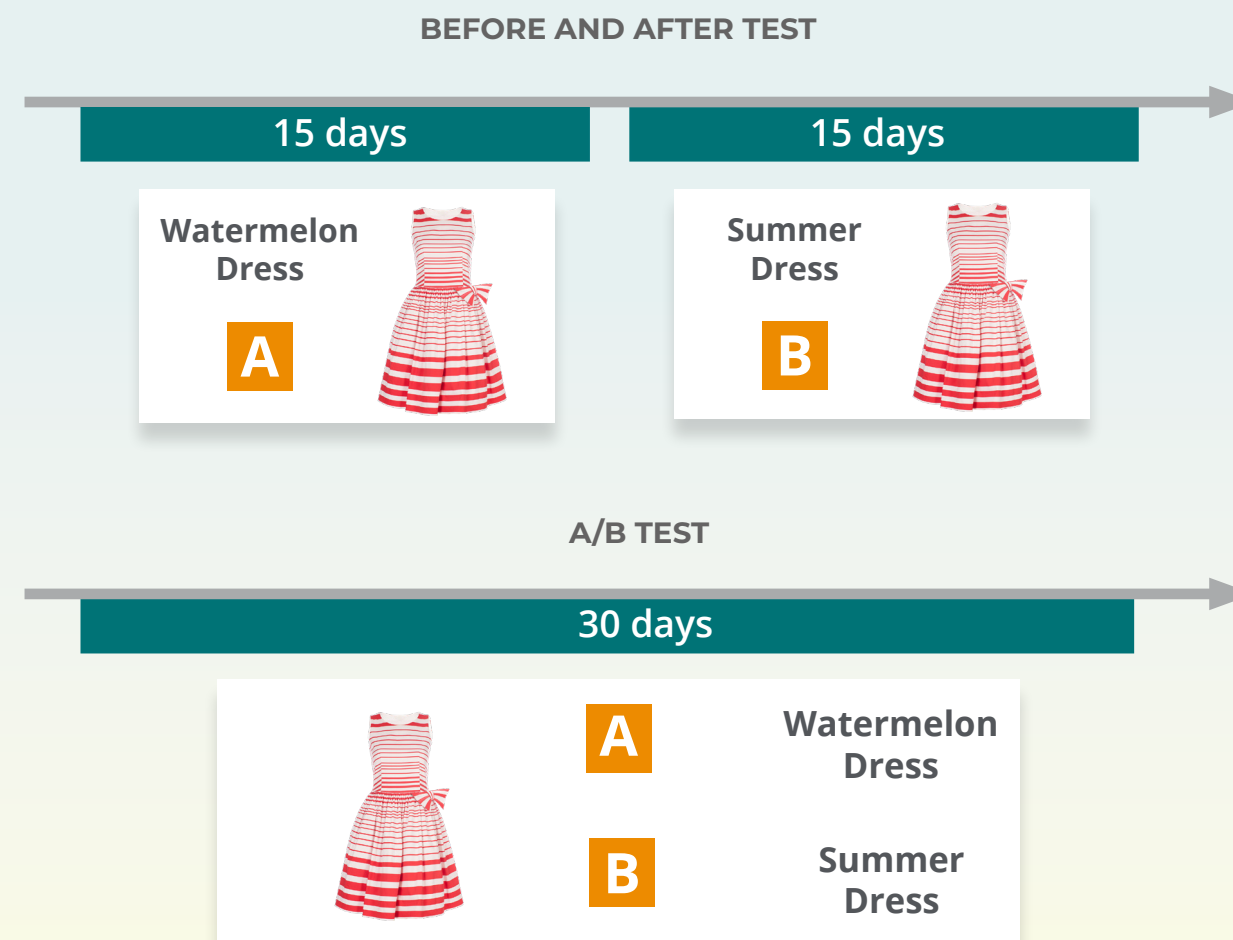 BEFORE AND AFTER TEST
15 days
15 days
Watermelon
Dress
A
Summer
Dress
B
A/B TEST
30 days
A
Watermelon
Dress
B
Summer
Dress